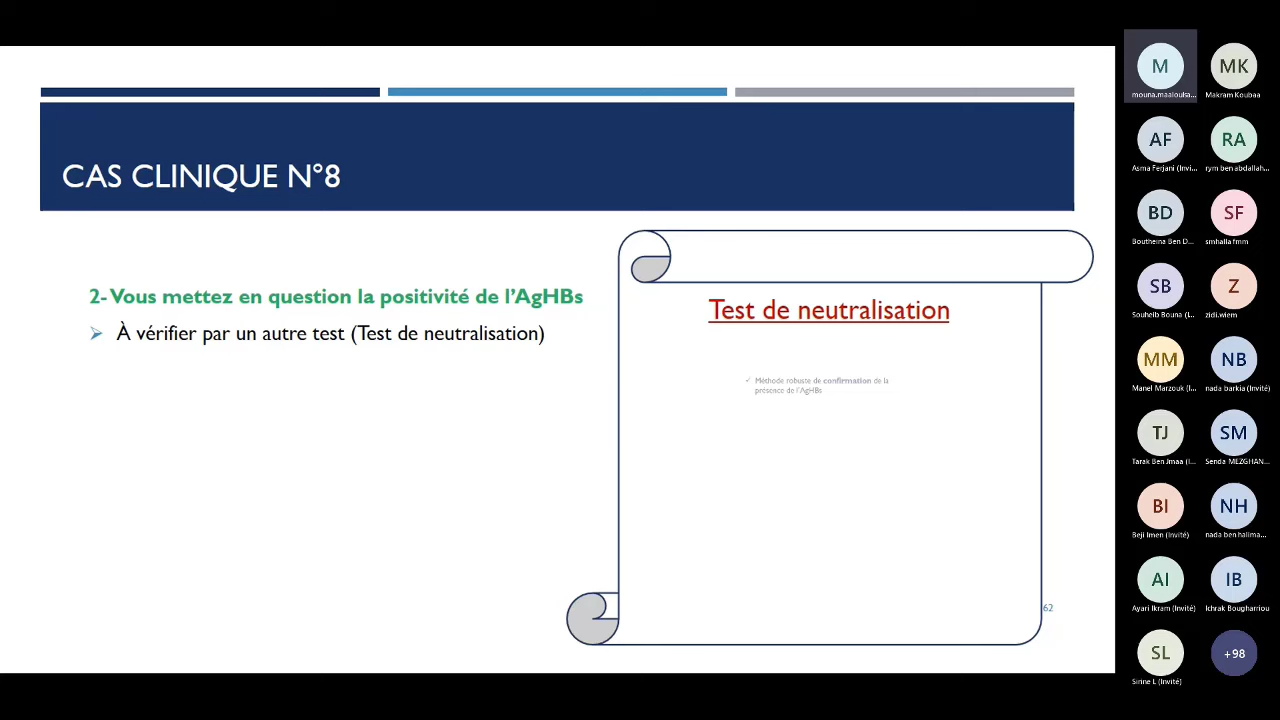 CAS CLINIQUE N°8
2- Vous mettez en question la positivité de l'AgHBs
➢ À vérifier par un autre test (Test de neutralisation)
Test de neutralisation
✓ Méthode robuste de confirmation de la
présence de l'AgHBs
62
M
mouna.maaloulsa...
MK
Makram Koubaa
AF
Asma Ferjani (Invi...
RA
rym ben abdallah...
BD
Boutheina Ben D...
SF
smhalla fmm
SB
Souheib Bouna (I...
Z
zidi.wiem
MM
Manel Marzouk (I...
NB
nada barkia (Invité)
TJ
Tarak Ben Jmaa (I...
SM
Senda MEZGHAN...
BI
Beji Imen (Invité)
NH
nada ben halima...
AI
Ayari Ikram (Invité)
IB
Ichrak Bougharriou
SL
Sirine L (Invité)
+98